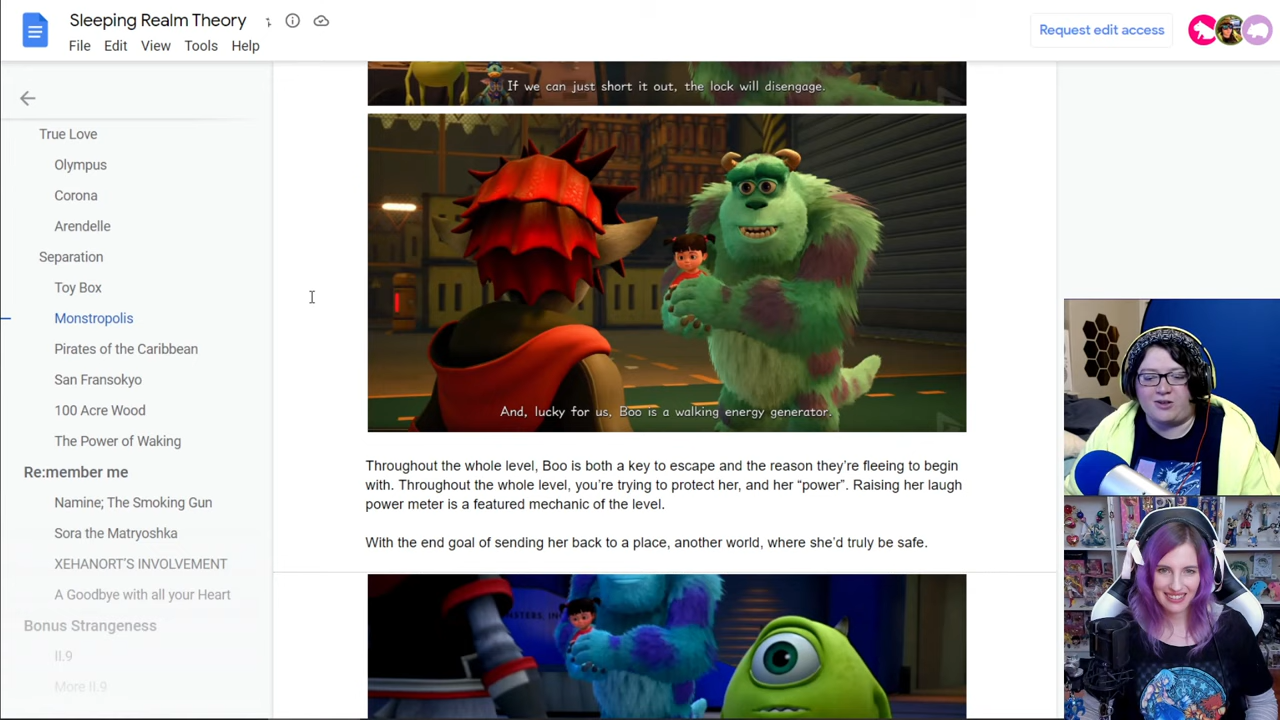 Sleeping Realm Theory
File Edit View Tools Help
Request edit access
True Love
Olympus
Corona
Arendelle
Separation
Toy Box
Monstropolis
Pirates of the Caribbean
San Fransokyo
100 Acre Wood
The Power of Waking
Re:member me
Namine; The Smoking Gun
Sora the Matryoshka
XEHANORT'S INVOLVEMENT
A Goodbye with all your Heart
Bonus Strangeness
II.9
More II.9
If we can just short it out, the lock will disengage.
And, lucky for us, Boo is a walking energy generator.
Throughout the whole level, Boo is both a key to escape and the reason they’re fleeing to begin
with. Throughout the whole level, you’re trying to protect her, and her “power”. Raising her laugh
power meter is a featured mechanic of the level.
With the end goal of sending her back to a place, another world, where she’d truly be safe.